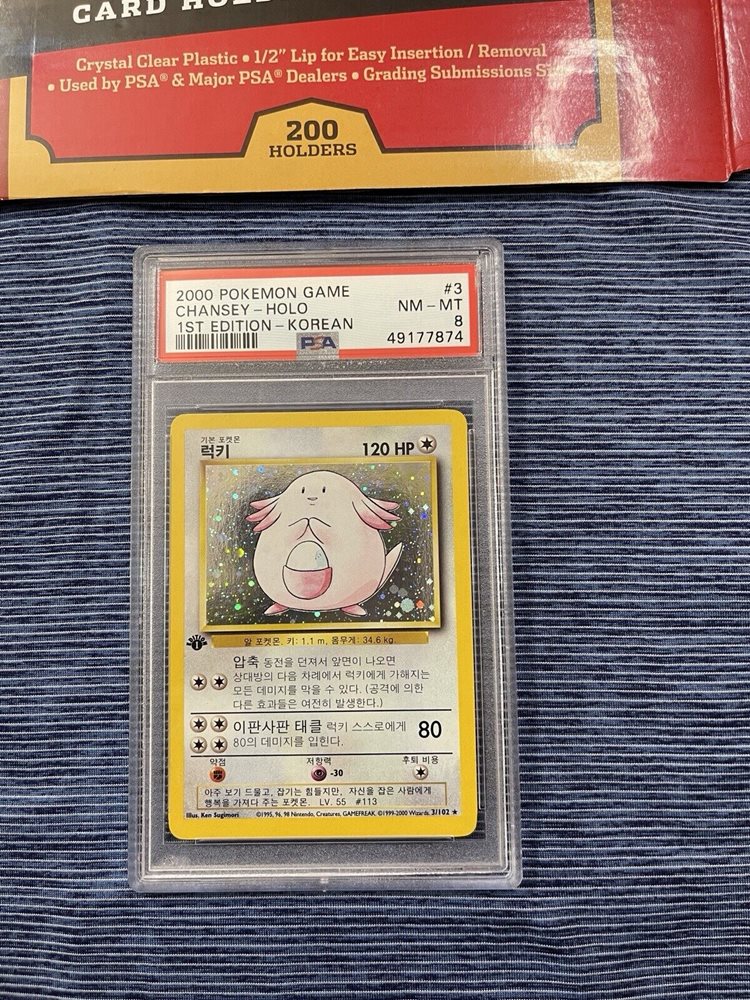 CARD
Crystal Clear Plastic • 1/2" Lip for Easy Insertion / Removal
• Used by PSA® & Major PSA® Dealers • Grading Submissions
200
HOLDERS
2000 POKEMON GAME #3
CHANSEY - HOLO NM - MT
1ST EDITION - KOREAN 8
PSA 49177874
기본 포켓몬
럭키 120 HP
EDITION
1
알 포켓몬. 키: 1.1 m, 몸무게: 34.6 kg.
압축 동전을 던져서 앞면이 나오면
상대방의 다음 차례에서 럭키에게 가해지는
모든 데미지를 막을 수 있다. (공격에 의한
다른 효과들은 여전히 발생한다.)
이판사판 태클 럭키 스스로에게 80
80의 데미지를 입힌다.
약점 저항력 후퇴 비용
-30
아주 보기 드물고, 잡기는 힘들지만, 자신을 잡은 사람에게
행복을 가져다 주는 포켓몬. LV. 55 #113
Illus. Ken Sugimori ©1995, 96, 98 Nintendo, Creatures, GAMEFREAK. ©1999-2000 Wizards. 3/102 ★